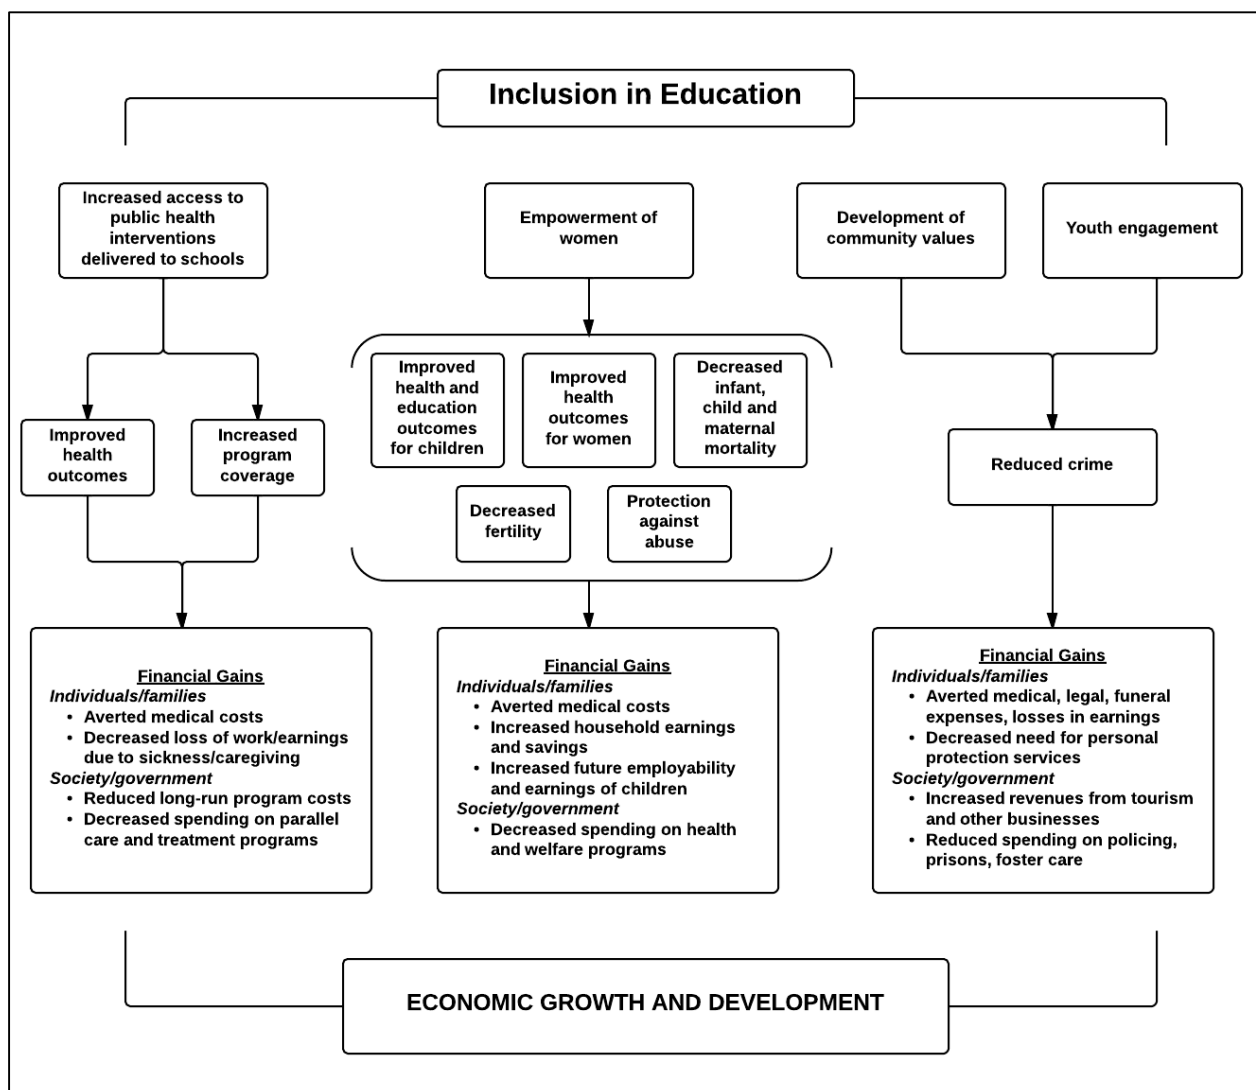 Inclusion in Education
Increased access to
public health
interventions
delivered to schools
Empowerment of
women
Development of
community values
Youth engagement
Improved
health
outcomes
Increased
program
coverage
Improved
health and
education
outcomes
for children
Improved
health
outcomes
for women
Decreased
infant,
child and
maternal
mortality
Decreased
fertility
Protection
against
abuse
Reduced crime
Financial Gains
Individuals/families
• Averted medical costs
• Decreased loss of work/earnings
due to sickness/caregiving
Society/government
• Reduced long-run program costs
• Decreased spending on parallel
care and treatment programs
Financial Gains
Individuals/families
• Averted medical costs
• Increased household earnings
and savings
• Increased future employability
and earnings of children
Society/government
• Decreased spending on health
and welfare programs
Financial Gains
Individuals/families
• Averted medical, legal, funeral
expenses, losses in earnings
• Decreased need for personal
protection services
Society/government
• Increased revenues from tourism
and other businesses
• Reduced spending on policing,
prisons, foster care
ECONOMIC GROWTH AND DEVELOPMENT